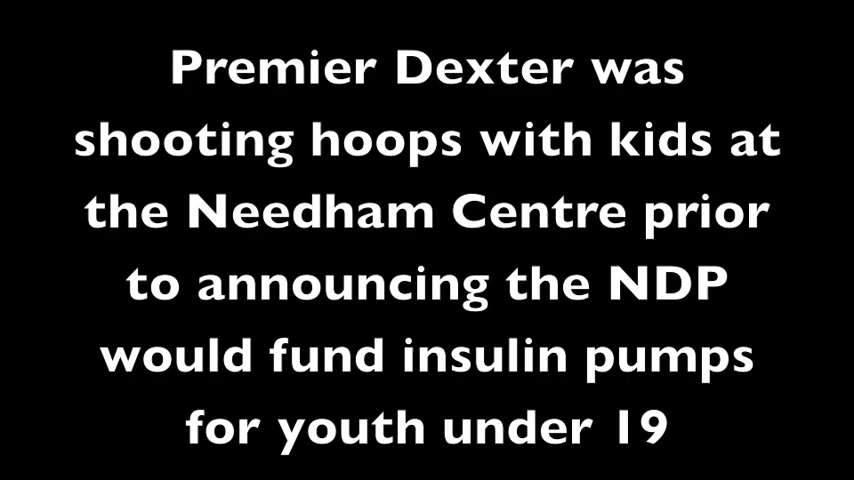 Premier Dexter was
shooting hoops with kids at
the Needham Centre prior
to announcing the NDP
would fund insulin pumps
for youth under 19